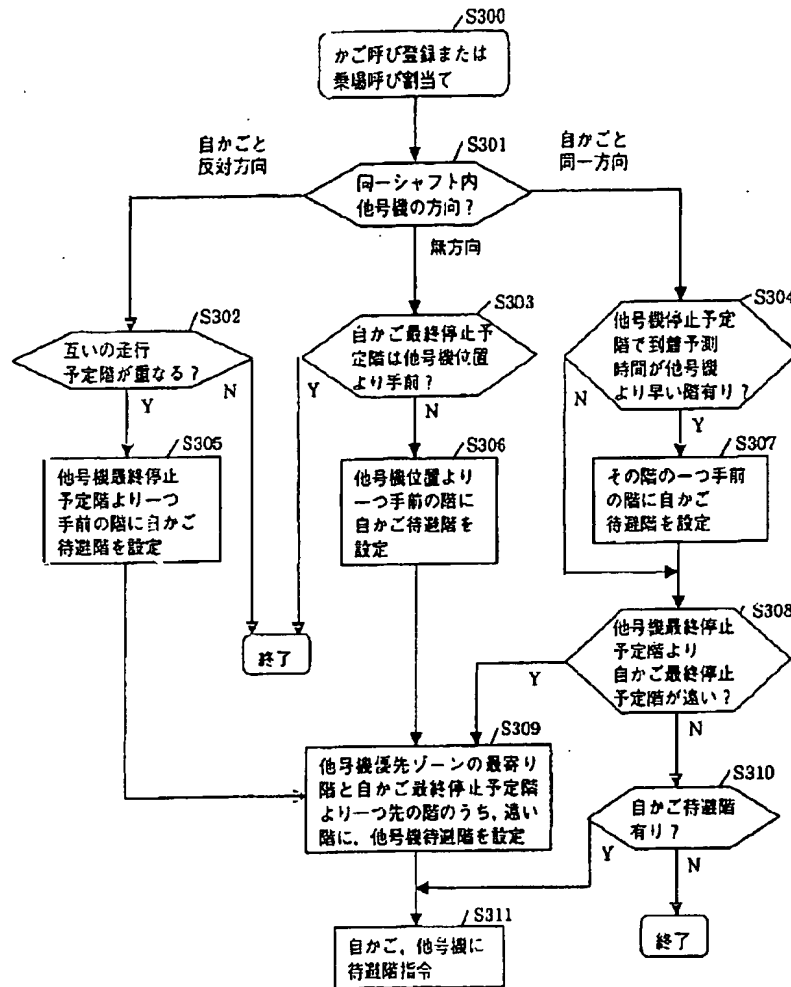 S300
かご呼び登録または
乗場呼び割当て
S301
自かごと
反対方向
自かごと
同一方向
同一シャフト内
他号機の方向？
無方向
S302
互いの走行
予定階が重なる？
Y
N
S303
自かご最終停止予
定階は他号機位置
より手前？
Y
N
S304
他号機停止予定
階で到着予測
時間が他号機
より早い階有り？
N
Y
S305
他号機最終停止
予定階より一つ
手前の階に自かご
待避階を設定
S306
他号機位置より
一つ手前の階に
自かご待避階を
設定
S307
その階の一つ手前
の階に自かご
待避階を設定
終了
S308
他号機最終停止
予定階より
自かご最終停止
予定階が遠い？
Y
N
S309
他号機優先ゾーンの最寄り
階と自かご最終停止予定階
より一つ先の階のうち，遠い
階に，他号機待避階を設定
S310
自かご待避階
有り？
Y
N
S311
自かご，他号機に
待避階指令
終了